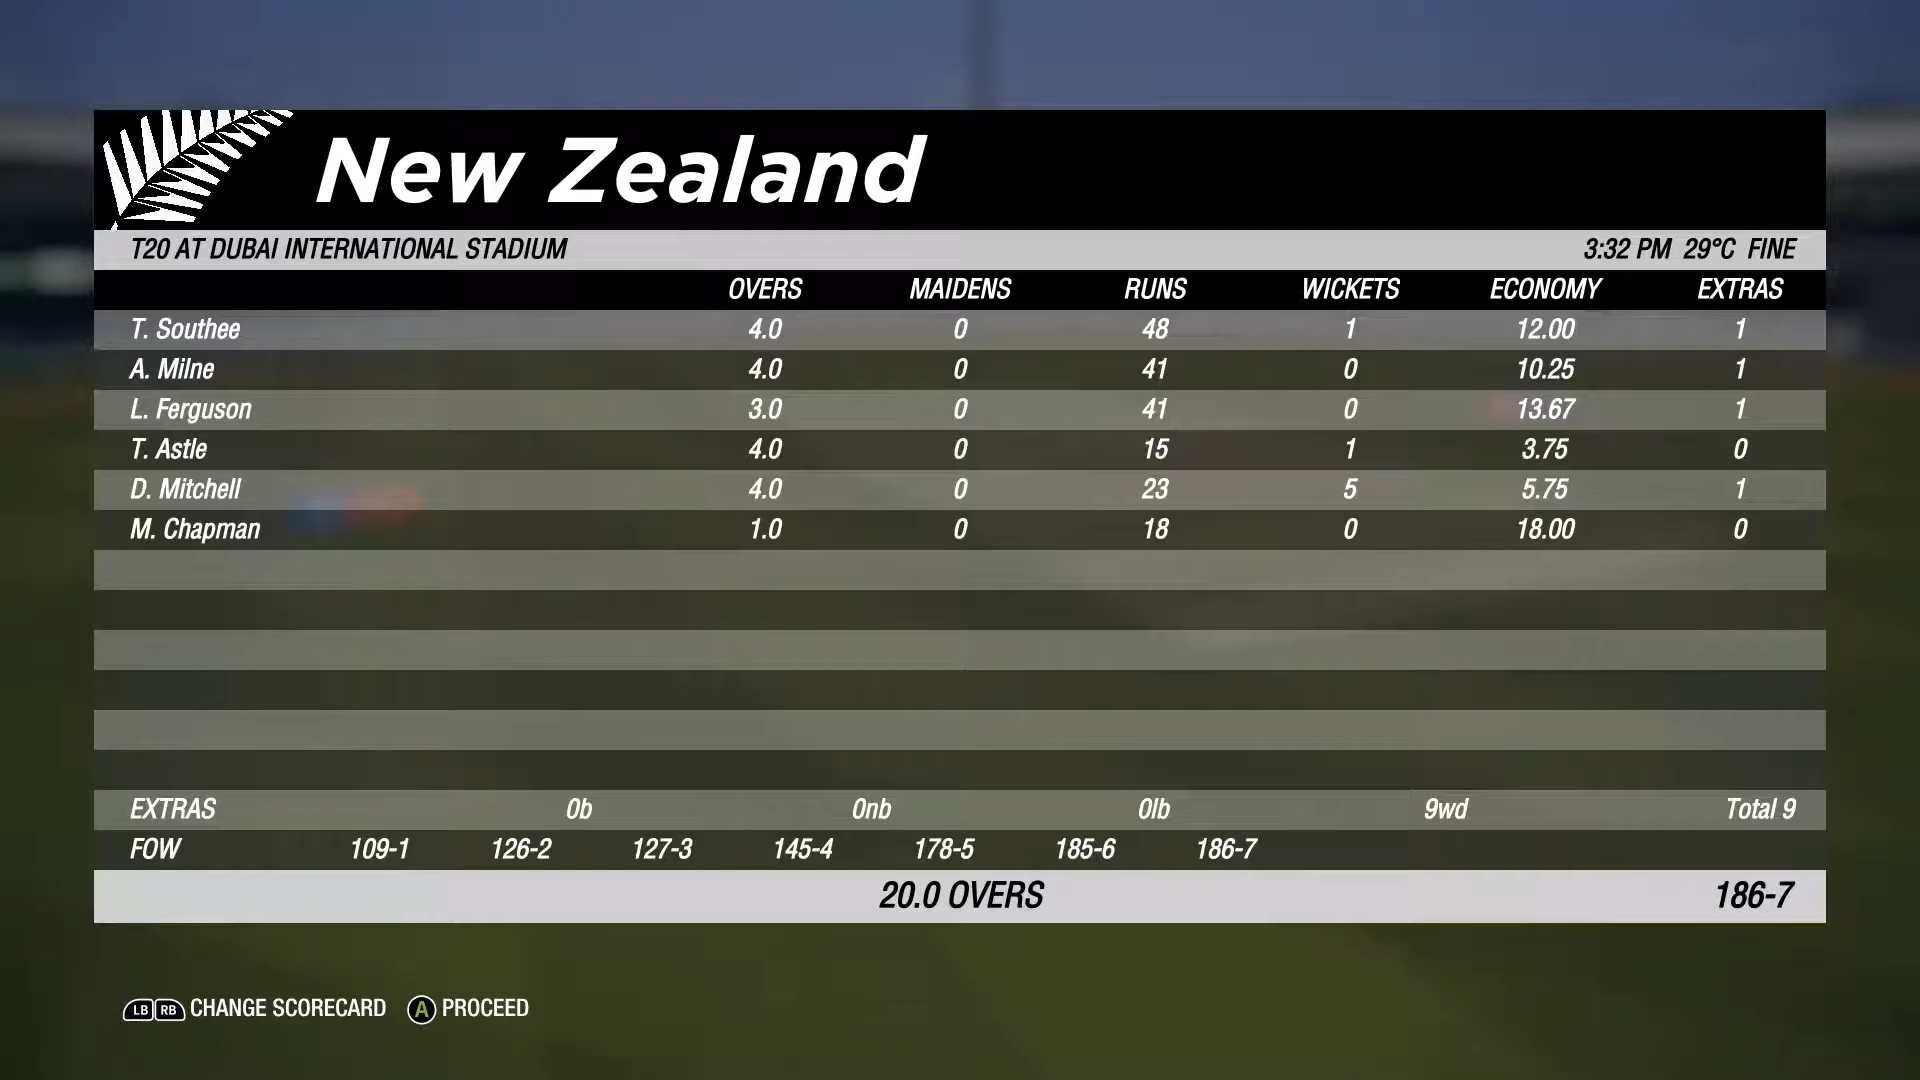 New Zealand
T20 AT DUBAI INTERNATIONAL STADIUM 3:32 PM 29°C FINE
OVERS MAIDENS RUNS WICKETS ECONOMY EXTRAS
T. Southee 4.0 0 48 1 12.00 1
A. Milne 4.0 0 41 0 10.25 1
L. Ferguson 3.0 0 41 0 13.67 1
T. Astle 4.0 0 15 1 3.75 0
D. Mitchell 4.0 0 23 5 5.75 1
M. Chapman 1.0 0 18 0 18.00 0
EXTRAS 0b 0nb 0lb 9wd Total 9
FOW 109-1 126-2 127-3 145-4 178-5 185-6 186-7
20.0 OVERS 186-7
LB RB CHANGE SCORECARD A PROCEED